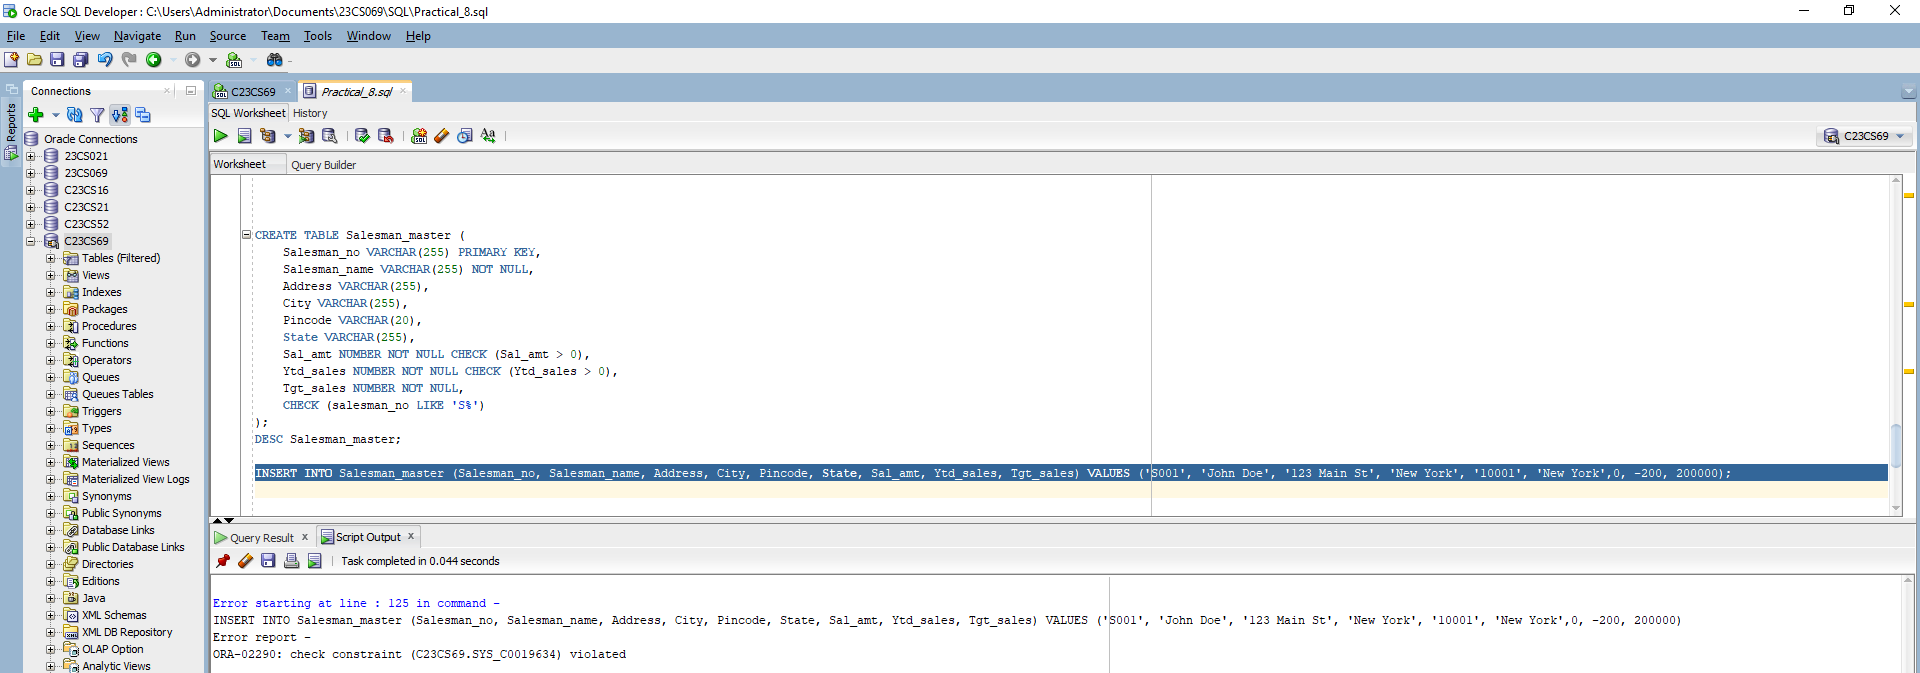 Oracle SQL Developer : C:\Users\Administrator\Documents\23CS069\SQL\Practical_8.sql
File Edit View Navigate Run Source Team Tools Window Help
Reports
Connections
Oracle Connections
23CS021
23CS069
C23CS16
C23CS21
C23CS52
C23CS69
Tables (Filtered)
Views
Indexes
Packages
Procedures
Functions
Operators
Queues
Queues Tables
Triggers
Types
Sequences
Materialized Views
Materialized View Logs
Synonyms
Public Synonyms
Database Links
Public Database Links
Directories
Editions
Java
XML Schemas
XML DB Repository
OLAP Option
Analytic Views
C23CS69 Practical_8.sql
SQL Worksheet History
C23CS69
Worksheet Query Builder
CREATE TABLE Salesman_master (
Salesman_no VARCHAR(255) PRIMARY KEY,
Salesman_name VARCHAR(255) NOT NULL,
Address VARCHAR(255),
City VARCHAR(255),
Pincode VARCHAR(20),
State VARCHAR(255),
Sal_amt NUMBER NOT NULL CHECK (Sal_amt > 0),
Ytd_sales NUMBER NOT NULL CHECK (Ytd_sales > 0),
Tgt_sales NUMBER NOT NULL,
CHECK (salesman_no LIKE 'S%')
);
DESC Salesman_master;
INSERT INTO Salesman_master (Salesman_no, Salesman_name, Address, City, Pincode, State, Sal_amt, Ytd_sales, Tgt_sales) VALUES ('S001', 'John Doe', '123 Main St', 'New York', '10001', 'New York',0, -200, 200000);
Query Result Script Output
Task completed in 0.044 seconds
Error starting at line : 125 in command -
INSERT INTO Salesman_master (Salesman_no, Salesman_name, Address, City, Pincode, State, Sal_amt, Ytd_sales, Tgt_sales) VALUES ('S001', 'John Doe', '123 Main St', 'New York', '10001', 'New York',0, -200, 200000)
Error report -
ORA-02290: check constraint (C23CS69.SYS_C0019634) violated